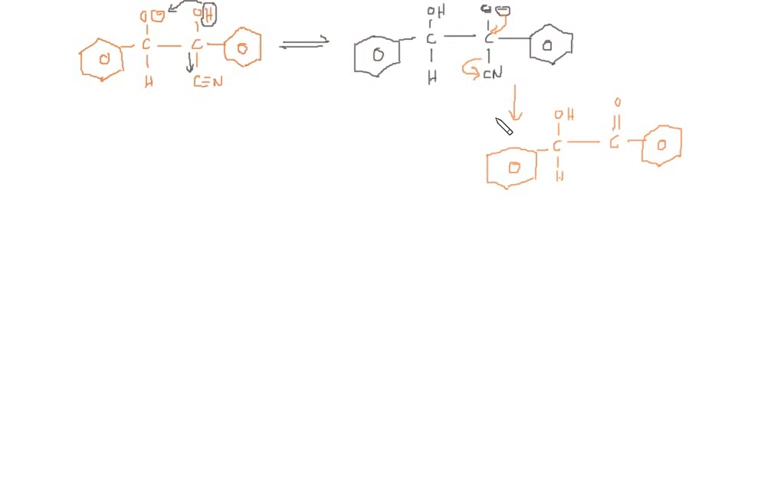 O⊖ OH OH O⊖
C C C C
H C≡N H CN
O
OH ||
C C
H